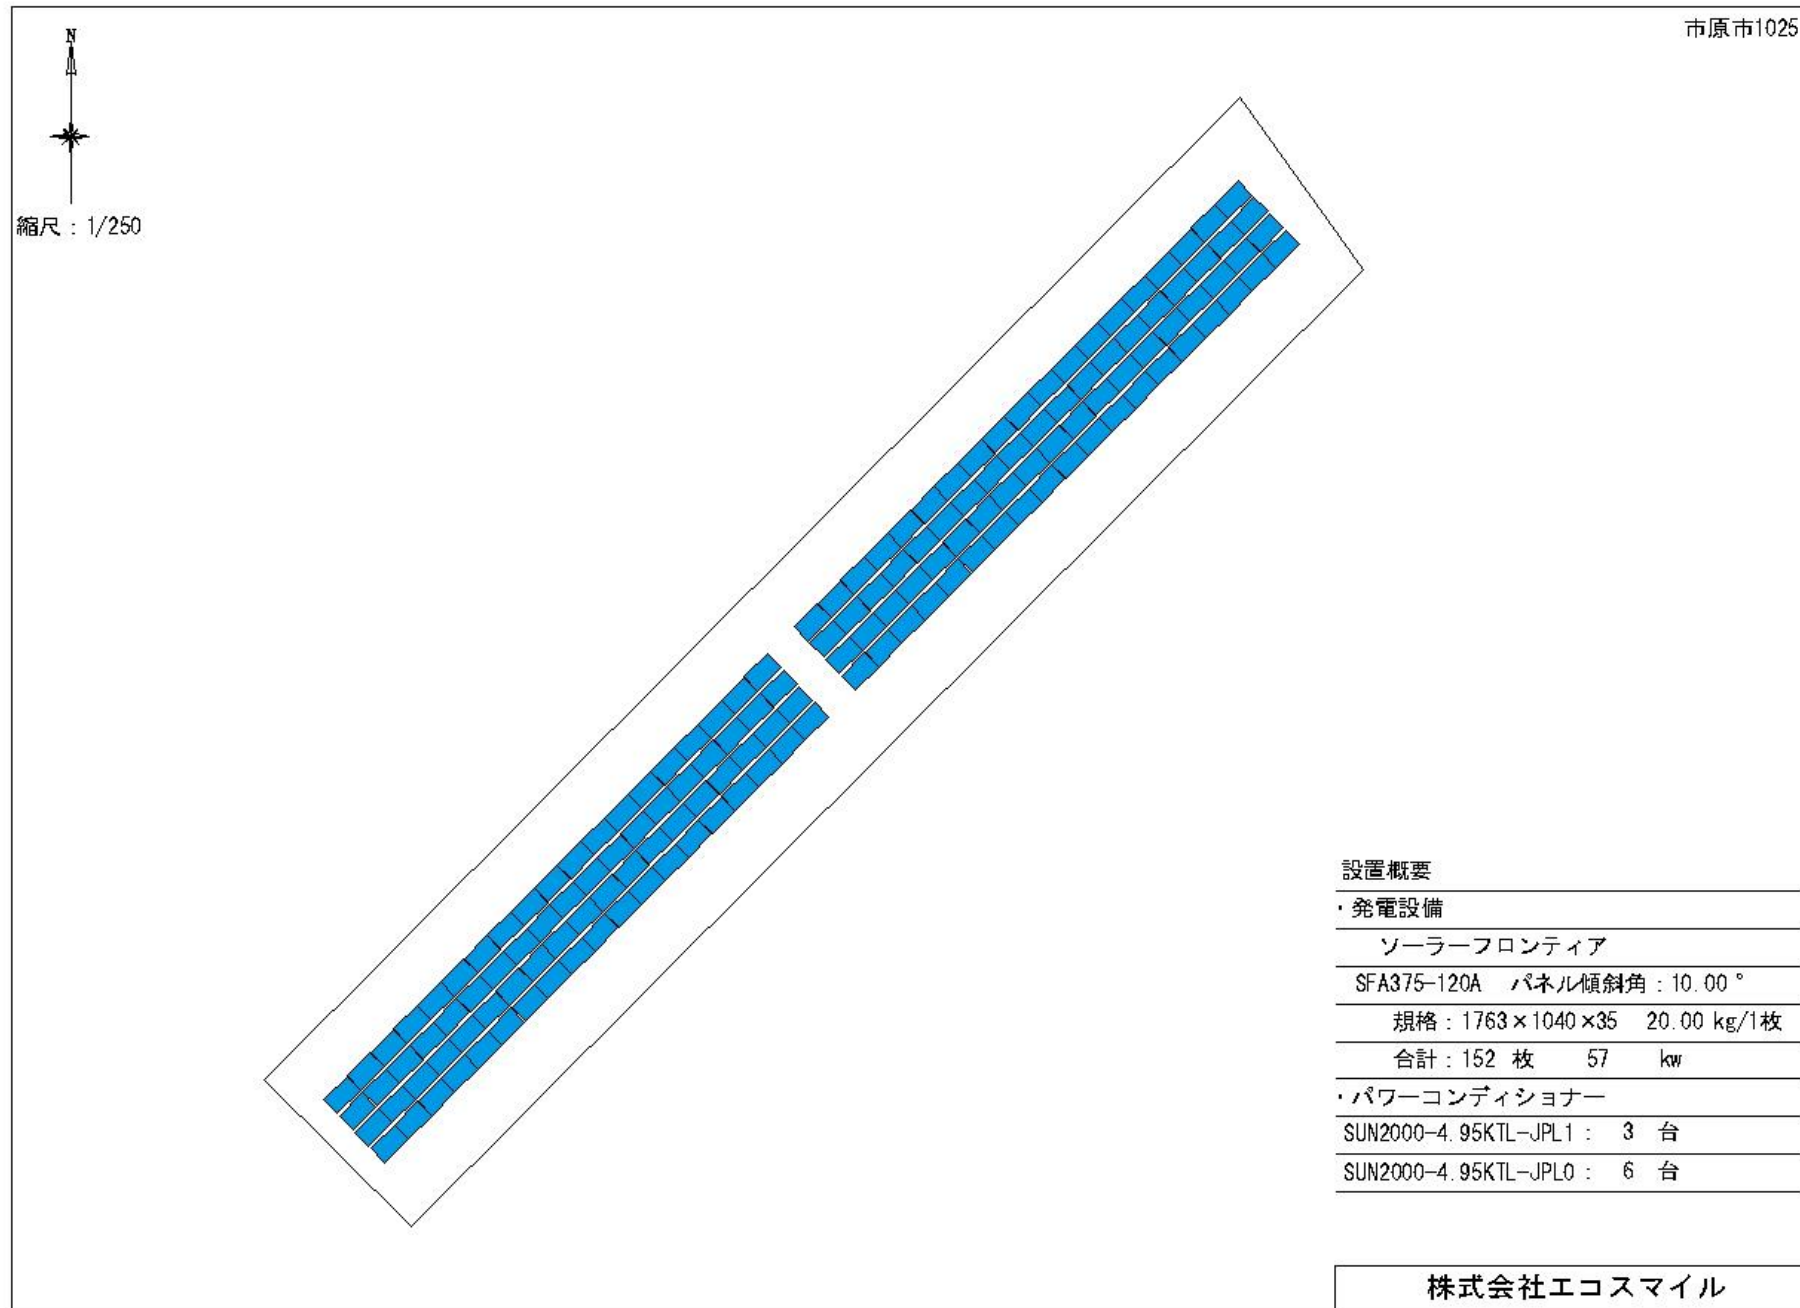 市原市1025
N
縮尺：1/250
設置概要
・発電設備
ソーラーフロンティア
SFA375-120A パネル傾斜角：10.00°
規格：1763×1040×35 20.00 kg/1枚
合計：152 枚 57 kw
・パワーコンディショナー
SUN2000-4.95KTL-JPL1： 3 台
SUN2000-4.95KTL-JPL0： 6 台
株式会社エコスマイル